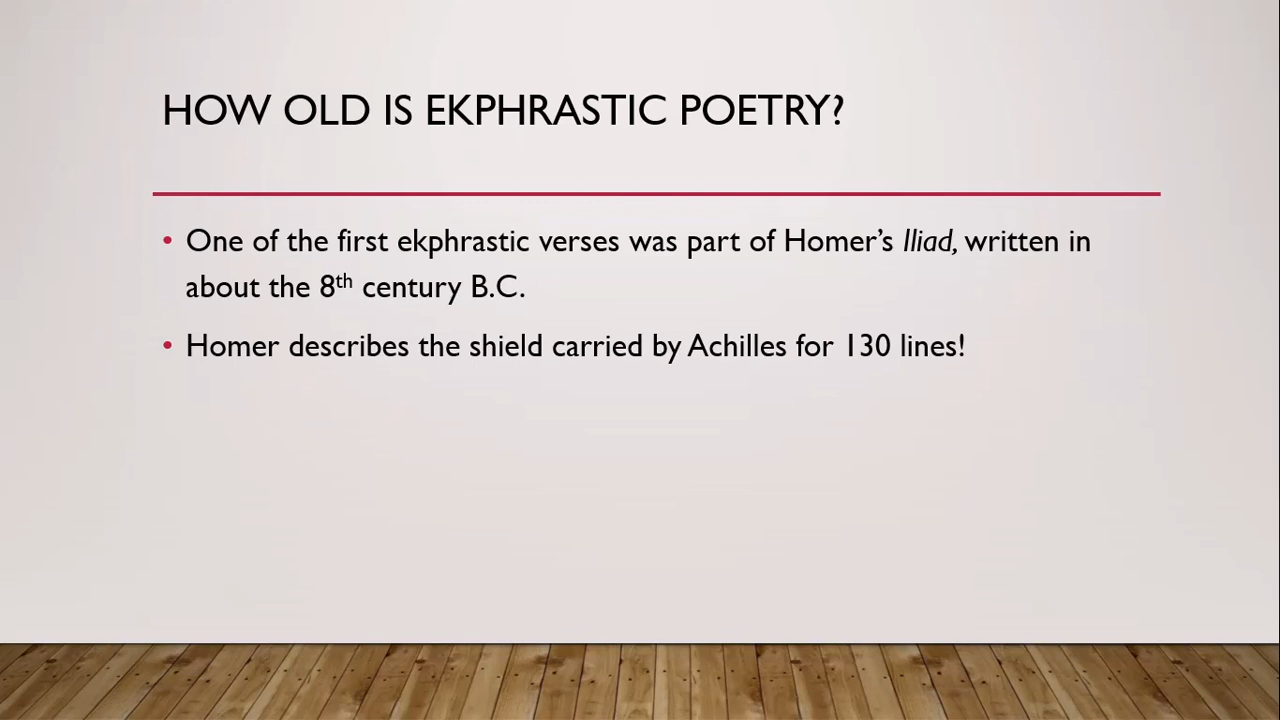 HOW OLD IS EKPHRASTIC POETRY?
• One of the first ekphrastic verses was part of Homer’s Iliad, written in
about the 8th century B.C.
• Homer describes the shield carried by Achilles for 130 lines!